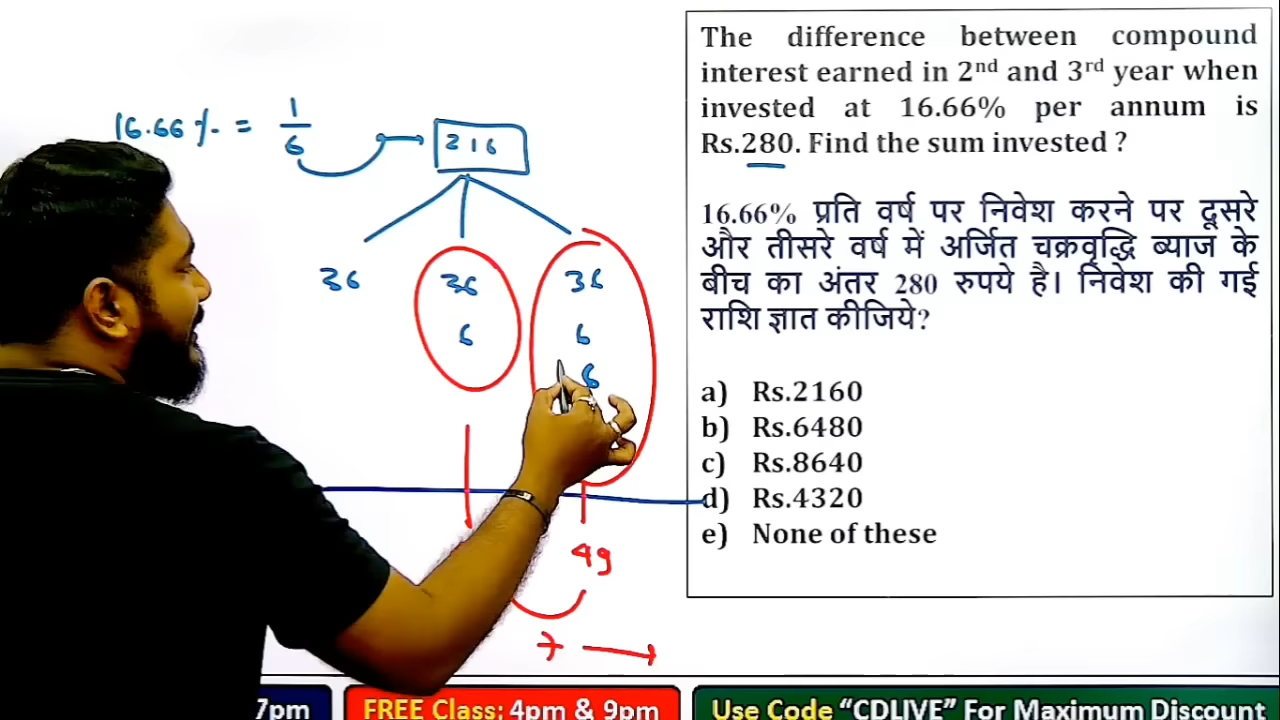 16.66 % = 1/6
216
36 36 36
6 6
6
49
7
The difference between compound
interest earned in 2nd and 3rd year when
invested at 16.66% per annum is
Rs.280. Find the sum invested ?
16.66% प्रति वर्ष पर निवेश करने पर दूसरे
और तीसरे वर्ष में अर्जित चक्रवृद्धि ब्याज के
बीच का अंतर 280 रुपये है। निवेश की गई
राशि ज्ञात कीजिये?
a) Rs.2160
b) Rs.6480
c) Rs.8640
d) Rs.4320
e) None of these
7pm
FREE Class: 4pm & 9pm
Use Code “CDLIVE” For Maximum Discount